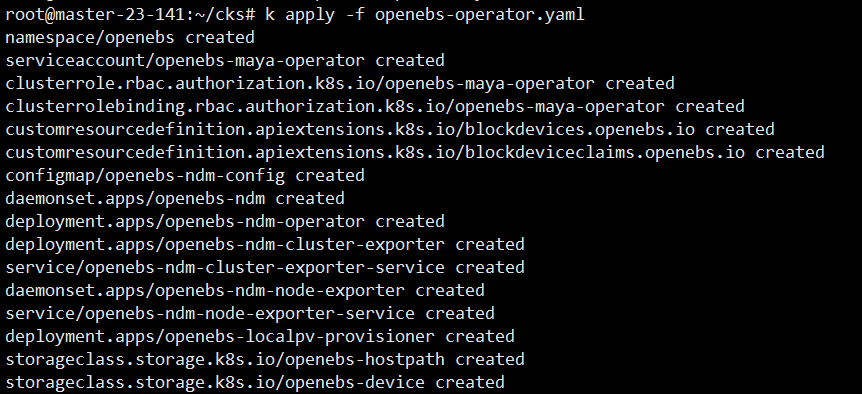 root@master-23-141:~/cks# k apply -f openebs-operator.yaml
namespace/openebs created
serviceaccount/openebs-maya-operator created
clusterrole.rbac.authorization.k8s.io/openebs-maya-operator created
clusterrolebinding.rbac.authorization.k8s.io/openebs-maya-operator created
customresourcedefinition.apiextensions.k8s.io/blockdevices.openebs.io created
customresourcedefinition.apiextensions.k8s.io/blockdeviceclaims.openebs.io created
configmap/openebs-ndm-config created
daemonset.apps/openebs-ndm created
deployment.apps/openebs-ndm-operator created
deployment.apps/openebs-ndm-cluster-exporter created
service/openebs-ndm-cluster-exporter-service created
daemonset.apps/openebs-ndm-node-exporter created
service/openebs-ndm-node-exporter-service created
deployment.apps/openebs-localpv-provisioner created
storageclass.storage.k8s.io/openebs-hostpath created
storageclass.storage.k8s.io/openebs-device created